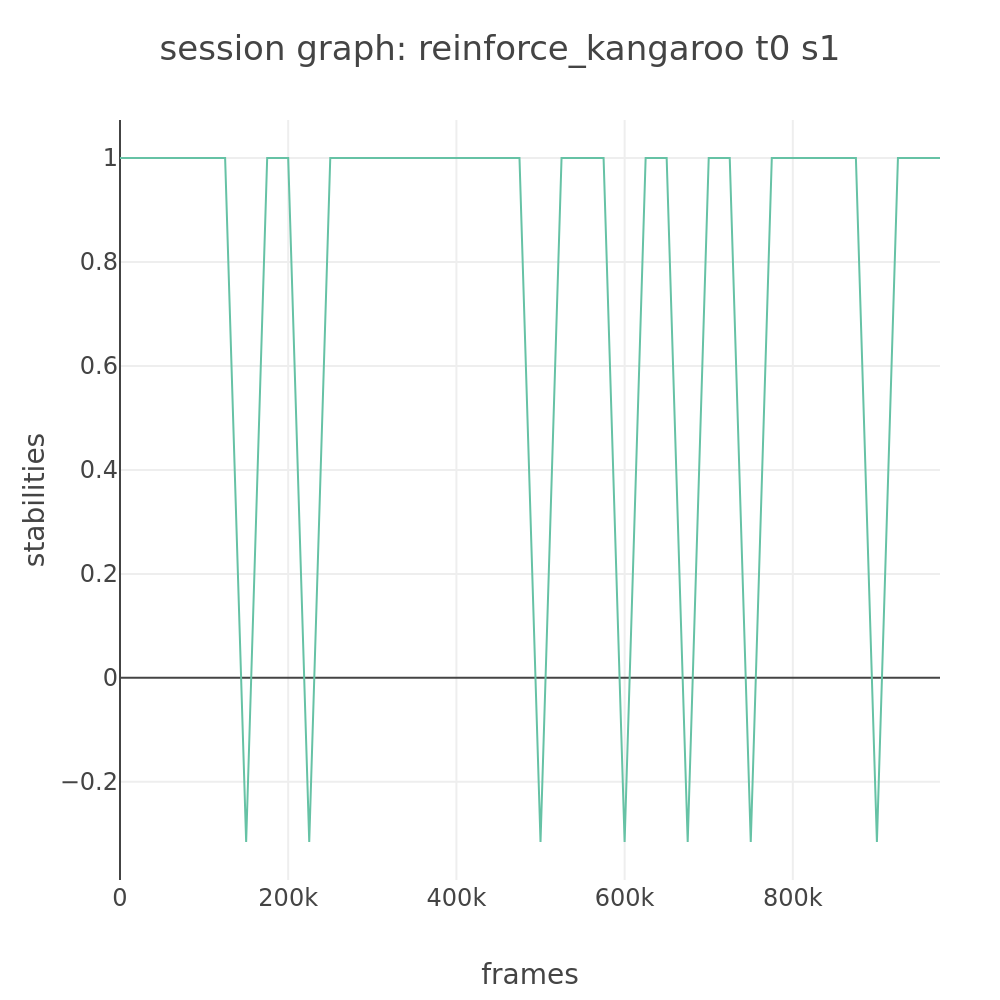 session graph: reinforce_kangaroo t0 s1
1
0.8
0.6
0.4
0.2
0
−0.2
stabilities
0 200k 400k 600k 800k
frames